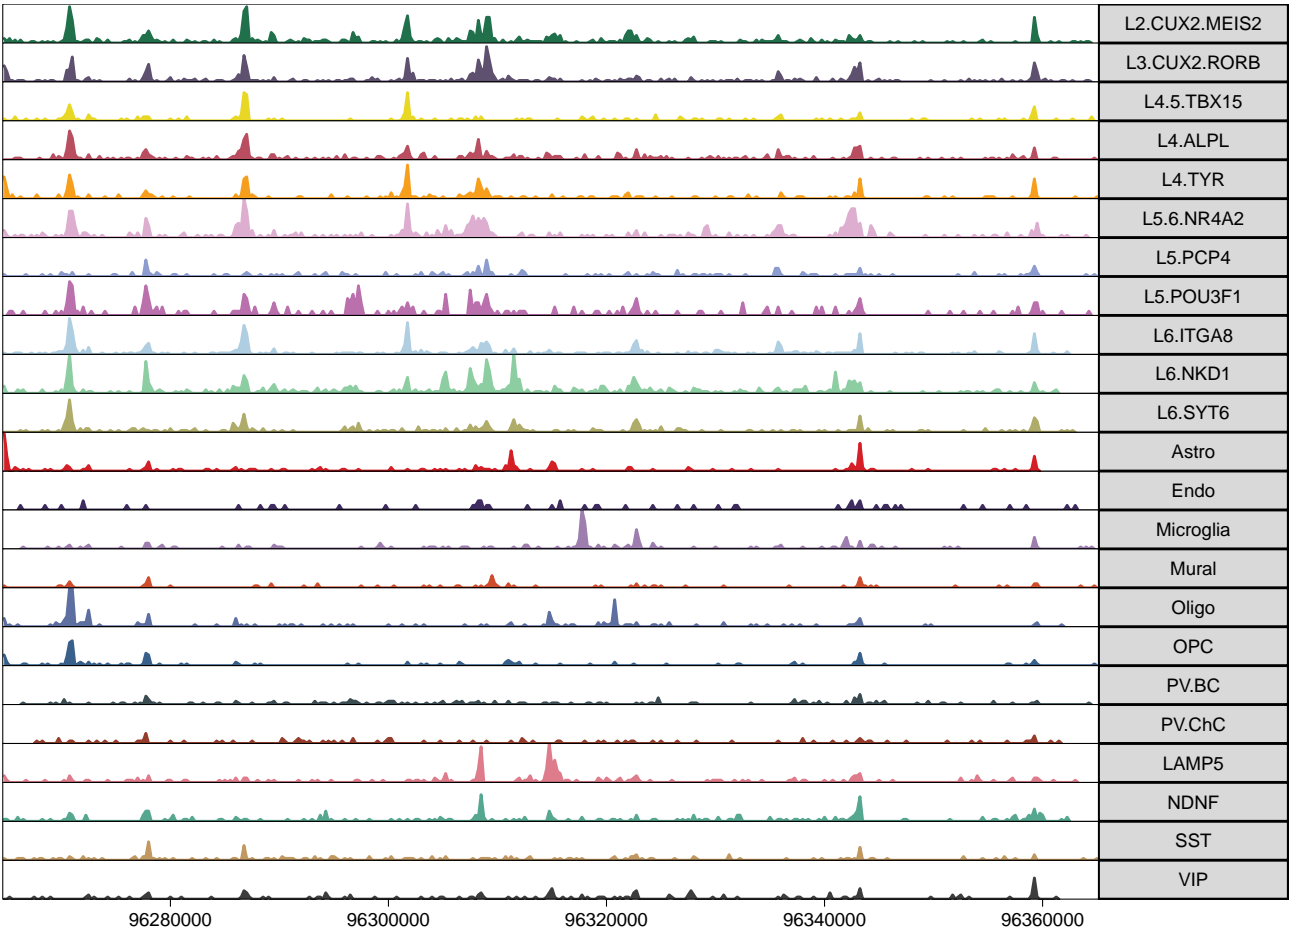 L2.CUX2.MEIS2
L3.CUX2.RORB
L4.5.TBX15
L4.ALPL
L4.TYR
L5.6.NR4A2
L5.PCP4
L5.POU3F1
L6.ITGA8
L6.NKD1
L6.SYT6
Astro
Endo
Microglia
Mural
Oligo
OPC
PV.BC
PV.ChC
LAMP5
NDNF
SST
VIP
96280000 96300000 96320000 96340000 96360000